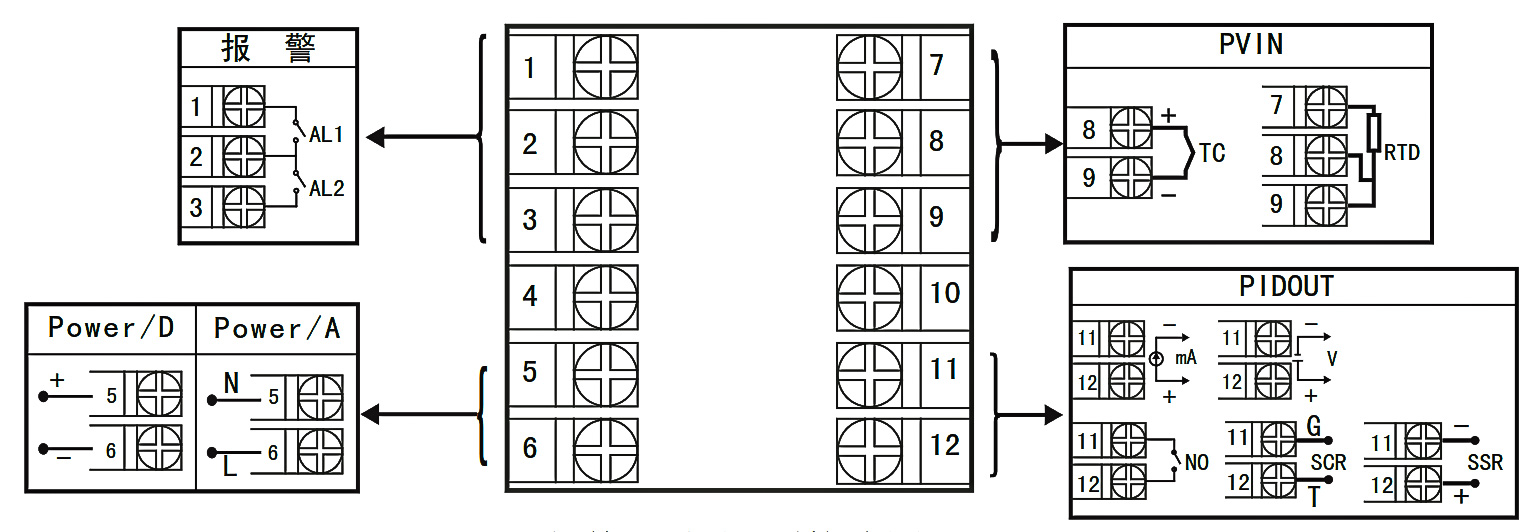 报 警
1
AL1
2
AL2
3
Power/D
Power/A
+
5
6
-
N
5
6
L
1
2
3
4
5
6
7
8
9
10
11
12
PVIN
8
+
TC
9
-
7
8
RTD
9
PIDOUT
11
-
mA
12
+
11
-
V
12
+
11
NO
12
11
G
SCR
12
T
11
-
SSR
12
+